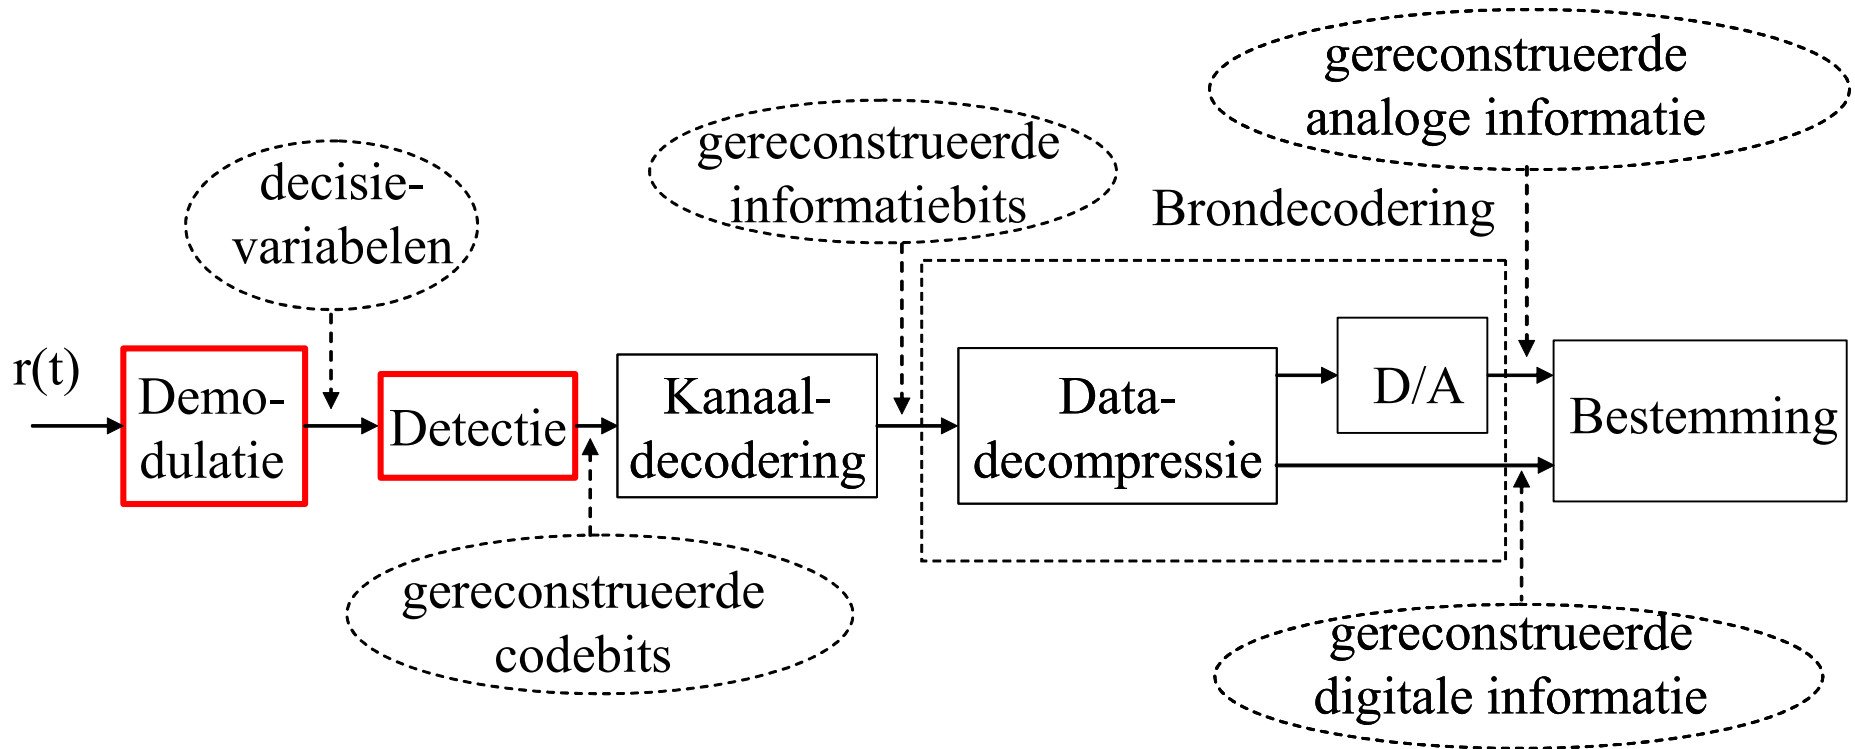 gereconstrueerde
analoge informatie
gereconstrueerde
informatiebits
decisie-
variabelen
Brondecodering
r(t)
Demo-
dulatie
Detectie
Kanaal-
decodering
Data-
decompressie
D/A
Bestemming
gereconstrueerde
codebits
gereconstrueerde
digitale informatie